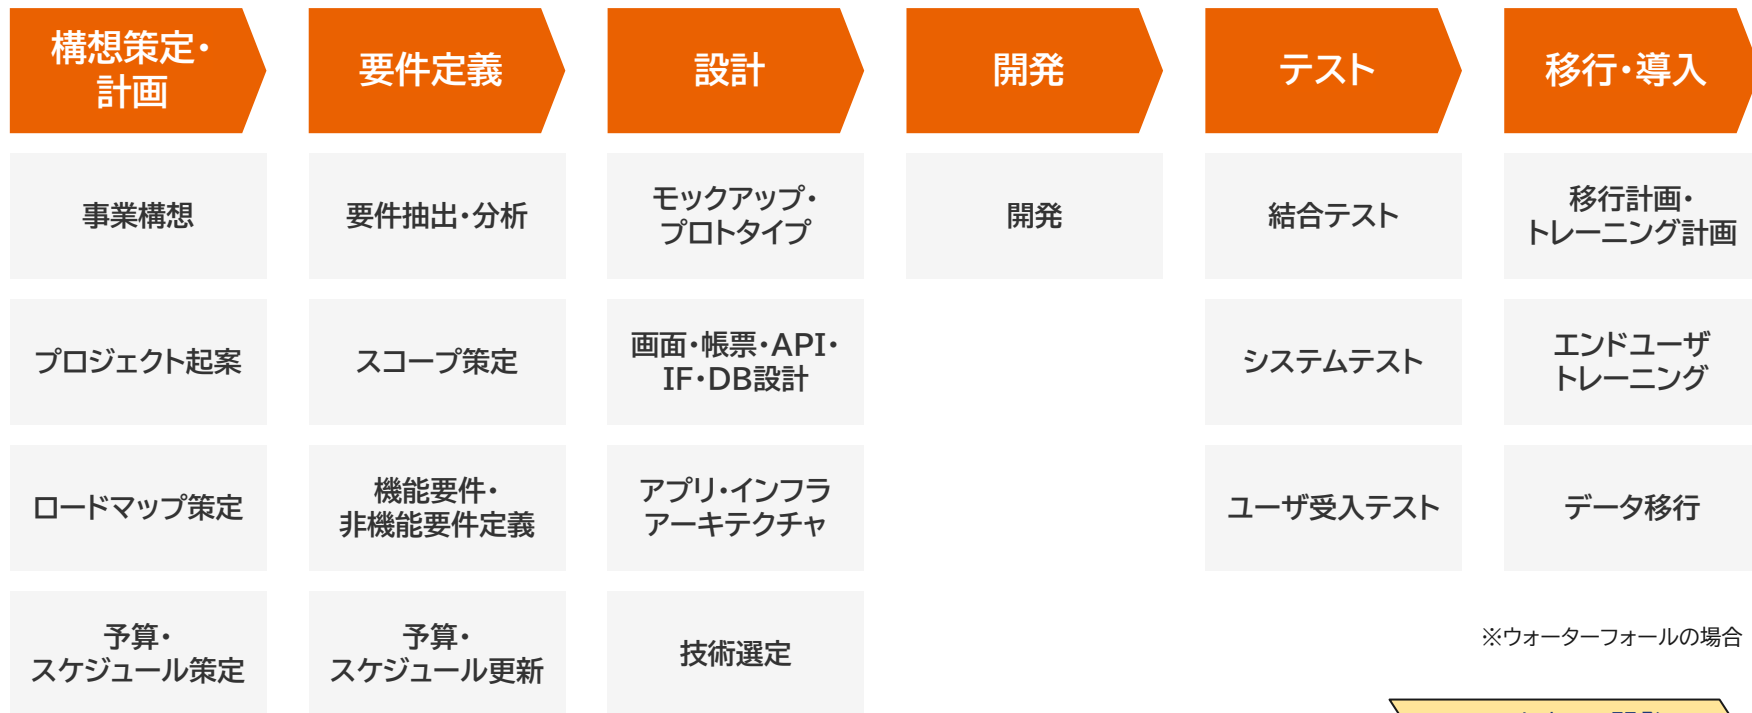 構想策定・
計画
要件定義
設計
開発
テスト
移行・導入
事業構想
要件抽出・分析
モックアップ・
プロトタイプ
開発
結合テスト
移行計画・
トレーニング計画
プロジェクト起案
スコープ策定
画面・帳票・API・
IF・DB設計
システムテスト
エンドユーザ
トレーニング
ロードマップ策定
機能要件・
非機能要件定義
アプリ・インフラ
アーキテクチャ
ユーザ受入テスト
データ移行
予算・
スケジュール策定
予算・
スケジュール更新
技術選定
※ウォーターフォールの場合